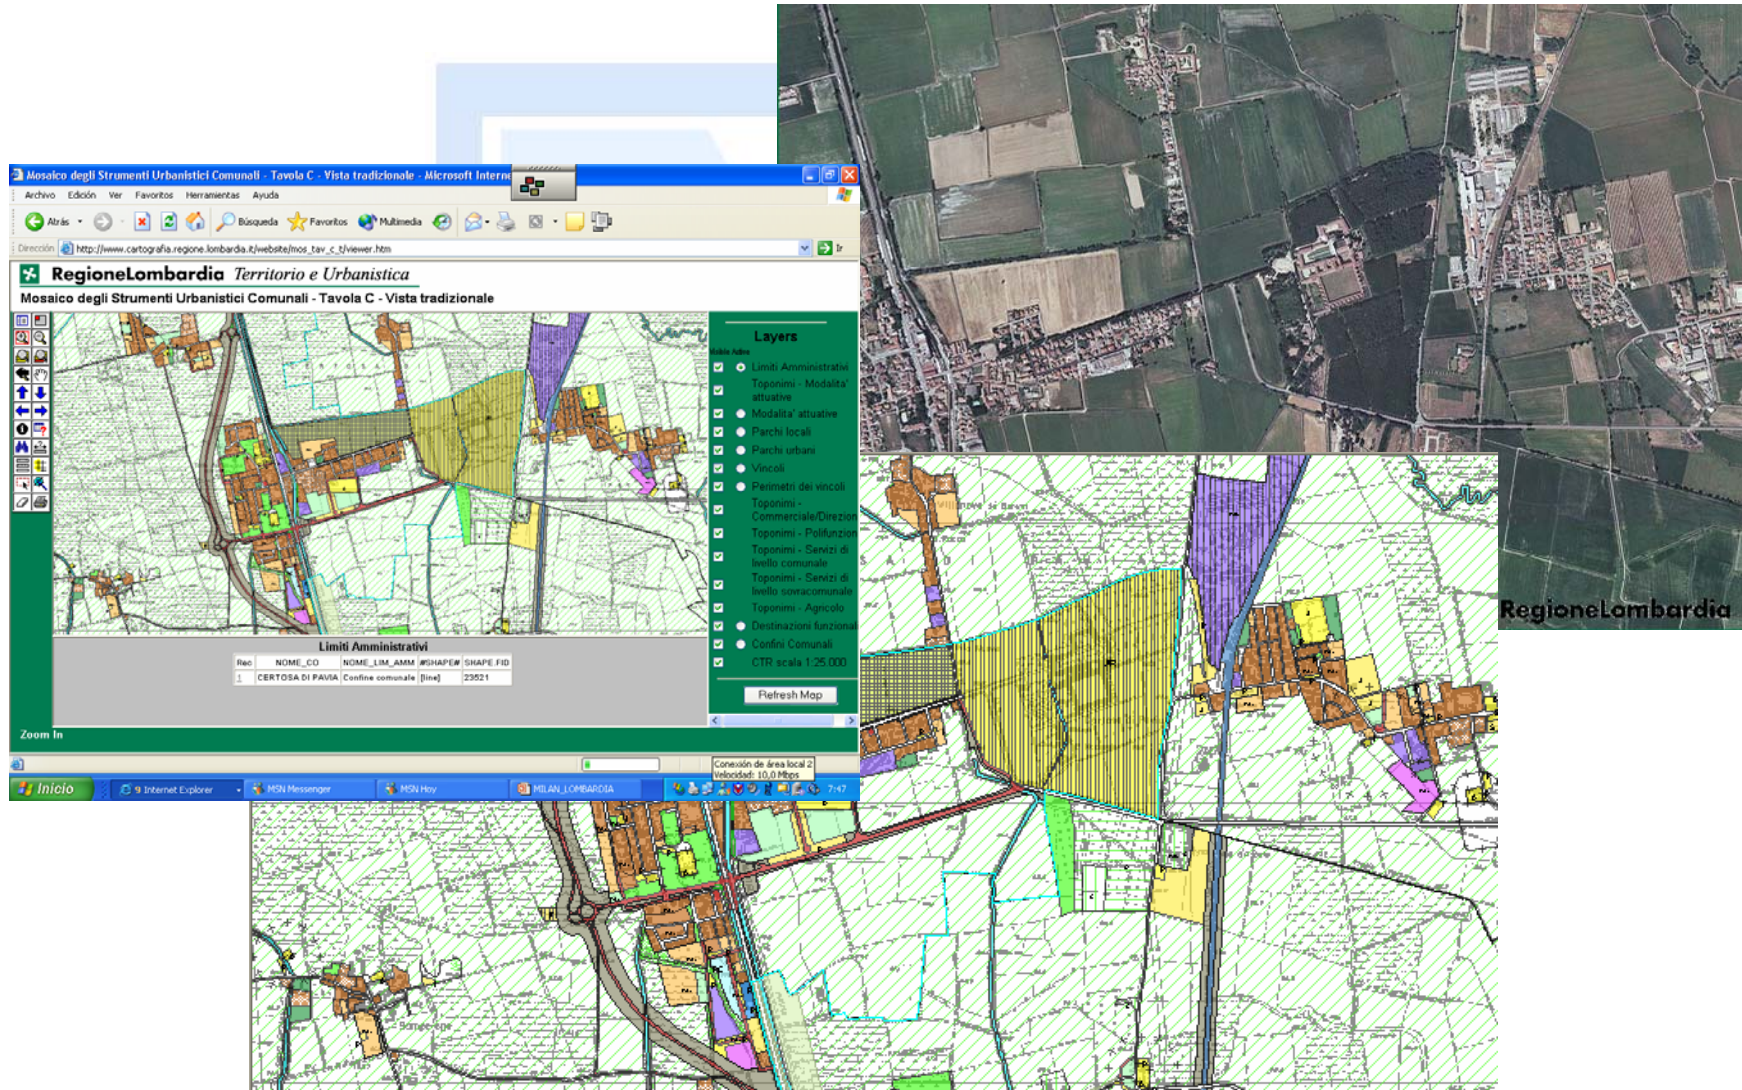 Mosaico degli Strumenti Urbanistici Comunali - Tavola C - Vista tradizionale - Microsoft Interne
Archivo Edición Ver Favoritos Herramientas Ayuda
Atrás Búsqueda Favoritos Multimedia
Dirección http://www.cartografia.regione.lombardia.it/website/mos_tav_c_t/viewer.htm Ir
RegioneLombardia Territorio e Urbanistica
Mosaico degli Strumenti Urbanistici Comunali - Tavola C - Vista tradizionale
Layers
Visible Active
Limiti Amministrativi
Toponimi - Modalita'
attuative
Modalita' attuative
Parchi locali
Parchi urbani
Vincoli
Perimetri dei vincoli
Toponimi -
Commerciale/Direzion
Toponimi - Polifunzion
Toponimi - Servizi di
livello comunale
Toponimi - Servizi di
livello sovracomunale
Toponimi - Agricolo
Destinazioni funzional
Confini Comunali
CTR scala 1:25.000
Refresh Map
Limiti Amministrativi
Rec NOME_CO NOME_LIM_AMM #SHAPE# SHAPE.FID
1 CERTOSA DI PAVIA Confine comunale [line] 23521
Zoom In
Conexión de área local 2
Velocidad: 10,0 Mbps
Inicio 9 Internet Explorer MSN Messenger MSN Hoy MILAN_LOMBARDIA 7:47
RegioneLombardia